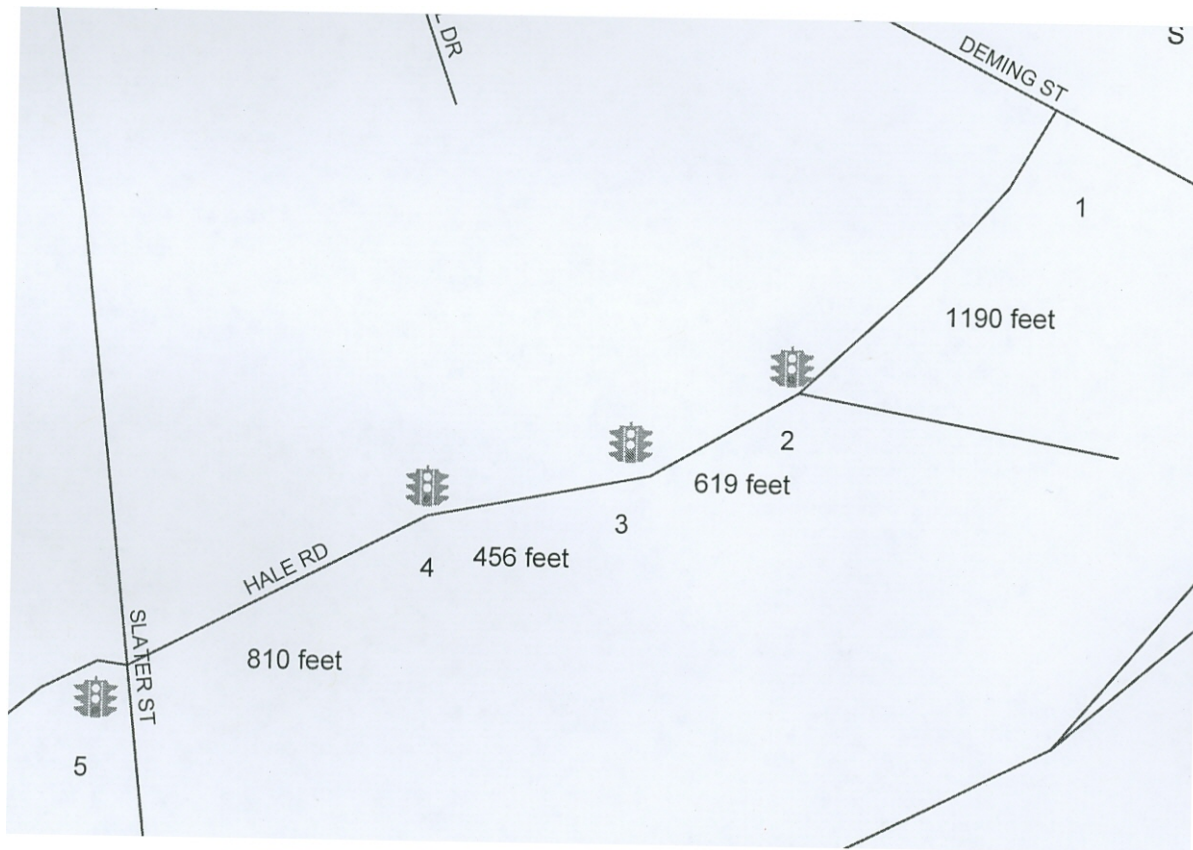 L DR
DEMING ST
S
1
1190 feet
2
619 feet
3
HALE RD
4
456 feet
SLATER ST
810 feet
5